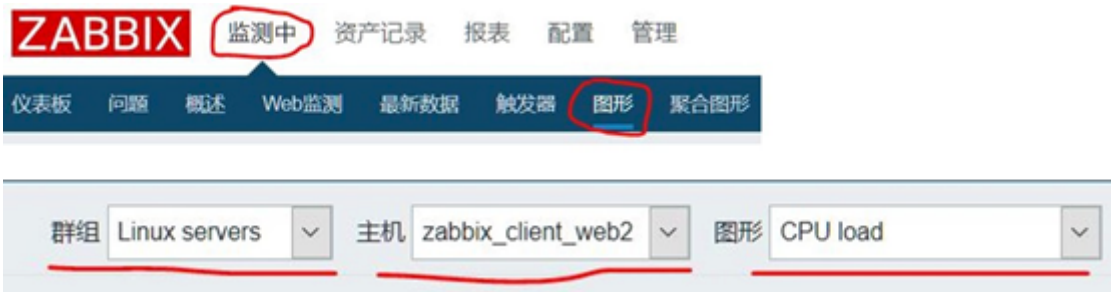 ZABBIX 监测中 资产记录 报表 配置 管理
仪表板 问题 概述 Web监测 最新数据 触发器 图形 聚合图形
群组 Linux servers 主机 zabbix_client_web2 图形 CPU load